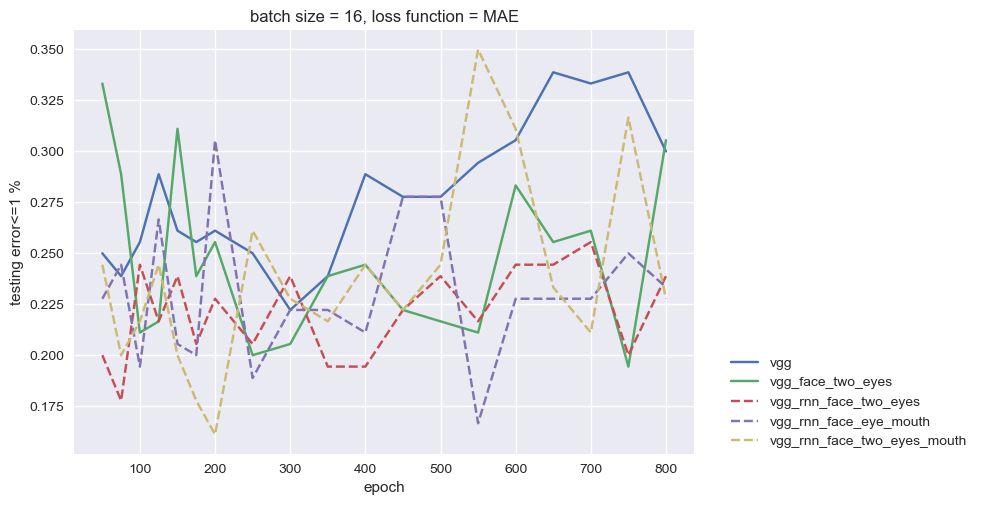 batch size = 16, loss function = MAE
testing error<=1 %
0.350
0.325
0.300
0.275
0.250
0.225
0.200
0.175
100 200 300 400 500 600 700 800
epoch
vgg
vgg_face_two_eyes
vgg_rnn_face_two_eyes
vgg_rnn_face_eye_mouth
vgg_rnn_face_two_eyes_mouth